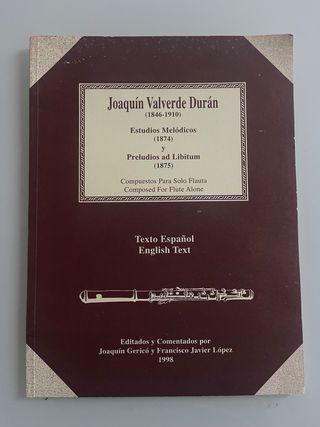 Joaquín Valverde Durán
(1846-1910)
Estudios Melódicos
(1874)
y
Preludios ad Libitum
(1875)
Compuestos Para Solo Flauta
Composed For Flute Alone
Texto Español
English Text
Editados y Comentados por
Joaquín Gericó y Francisco Javier López
1998